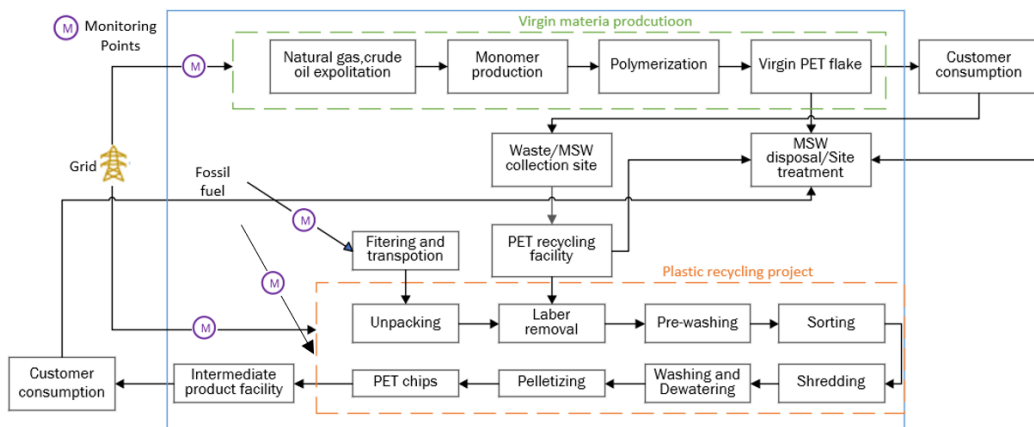 M
Monitoring
Points
Virgin materia prodcutioon
Natural gas,crude
oil expolitation
Monomer
production
Polymerization
Virgin PET flake
Customer
consumption
M
Grid
Waste/MSW
collection site
MSW
disposal/Site
treatment
Fossil
fuel
M
Fitering and
transpotion
PET recycling
facility
M
Plastic recycling project
M
Unpacking
Laber
removal
Pre-washing
Sorting
Customer
consumption
Intermediate
product facility
PET chips
Pelletizing
Washing and
Dewatering
Shredding